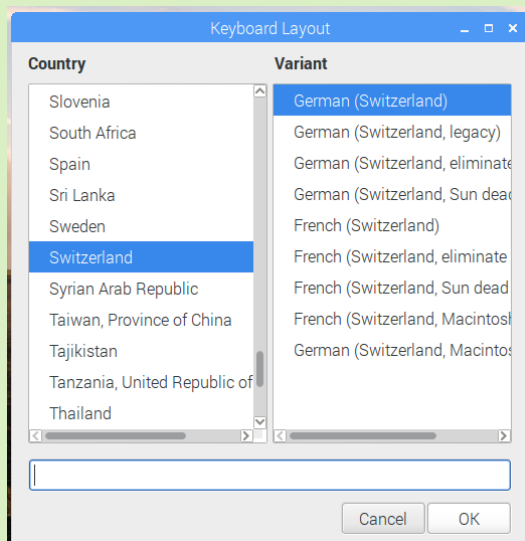 Keyboard Layout
Country
Variant
Slovenia
South Africa
Spain
Sri Lanka
Sweden
Switzerland
Syrian Arab Republic
Taiwan, Province of China
Tajikistan
Tanzania, United Republic of
Thailand
German (Switzerland)
German (Switzerland, legacy)
German (Switzerland, eliminate
German (Switzerland, Sun dead
French (Switzerland)
French (Switzerland, eliminate
French (Switzerland, Sun dead
French (Switzerland, Macintosh
German (Switzerland, Macintos
Cancel
OK